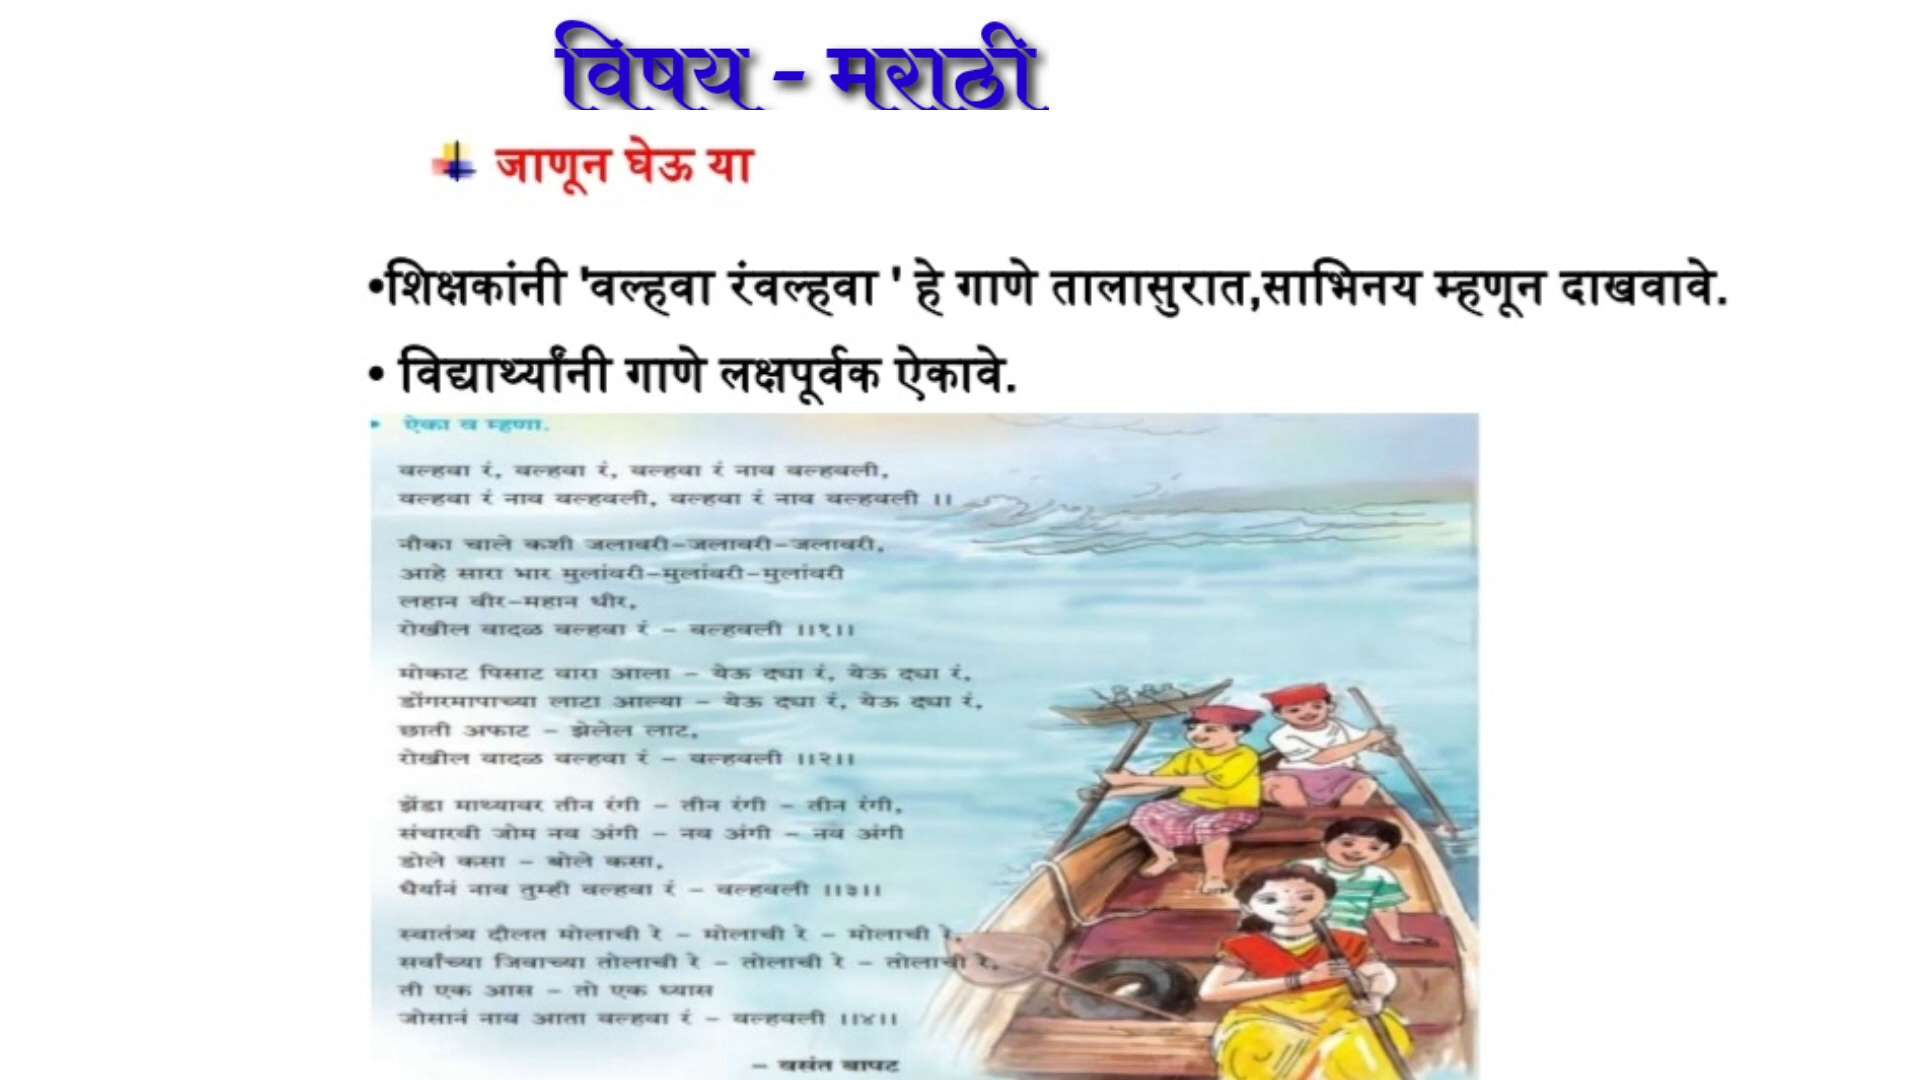 विषय - मराठी
जाणून घेऊ या
•शिक्षकांनी 'वल्हवा रंवल्हवा ' हे गाणे तालासुरात,साभिनय म्हणून दाखवावे.
• विद्यार्थ्यांनी गाणे लक्षपूर्वक ऐकावे.
• ऐका व म्हणा.
वल्हवा रं, वल्हवा रं, वल्हवा रं नाव वल्हवली,
वल्हवा रं नाव वल्हवली, वल्हवा रं नाव वल्हवली ।।
नौका चाले कशी जलावरी-जलावरी-जलावरी,
आहे सारा भार मुलांवरी-मुलांवरी-मुलांवरी
लहान वीर-महान धीर,
रोखील वादळ वल्हवा रं - वल्हवली ।।१।।
मोकाट पिसाट वारा आला - येऊ द्या रं, येऊ द्या रं,
डोंगरमापाच्या लाटा आल्या - येऊ द्या रं, येऊ द्या रं,
छाती अफाट - झेलेल लाट,
रोखील वादळ वल्हवा रं - वल्हवली ।।२।।
झेंडा माथ्यावर तीन रंगी - तीन रंगी - तीन रंगी,
संचारवी जोम नव अंगी - नव अंगी - नव अंगी
डोले कसा - बोले कसा,
धैर्यानं नाव तुम्ही वल्हवा रं - वल्हवली ।।३।।
स्वातंत्र्य दौलत मोलाची रे - मोलाची रे - मोलाची रे,
सर्वांच्या जिवाच्या तोलाची रे - तोलाची रे - तोलाची रे,
ती एक आस - तो एक ध्यास
जोसानं नाव आता वल्हवा रं - वल्हवली ।।४।।
- वसंत बापट